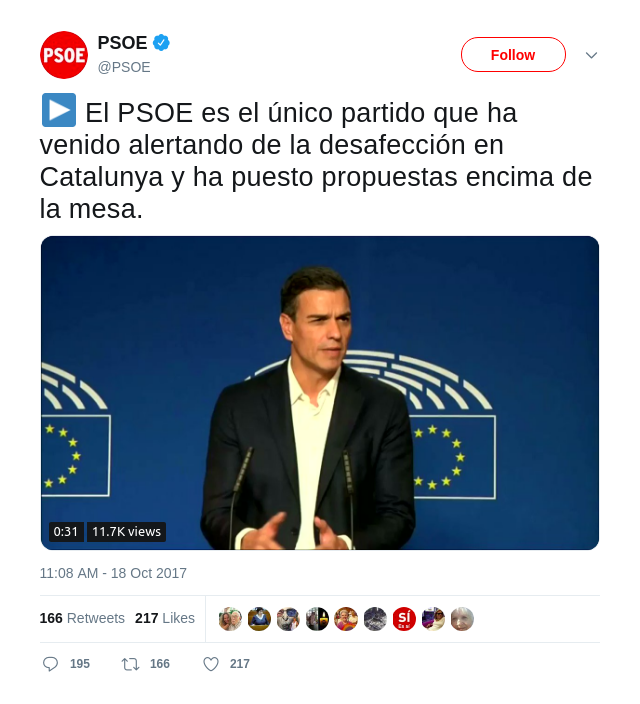 PSOE
PSOE
@PSOE
Follow
El PSOE es el único partido que ha
venido alertando de la desafección en
Catalunya y ha puesto propuestas encima de
la mesa.
0:31 11.7K views
11:08 AM - 18 Oct 2017
166 Retweets 217 Likes
SÍ
195 166 217